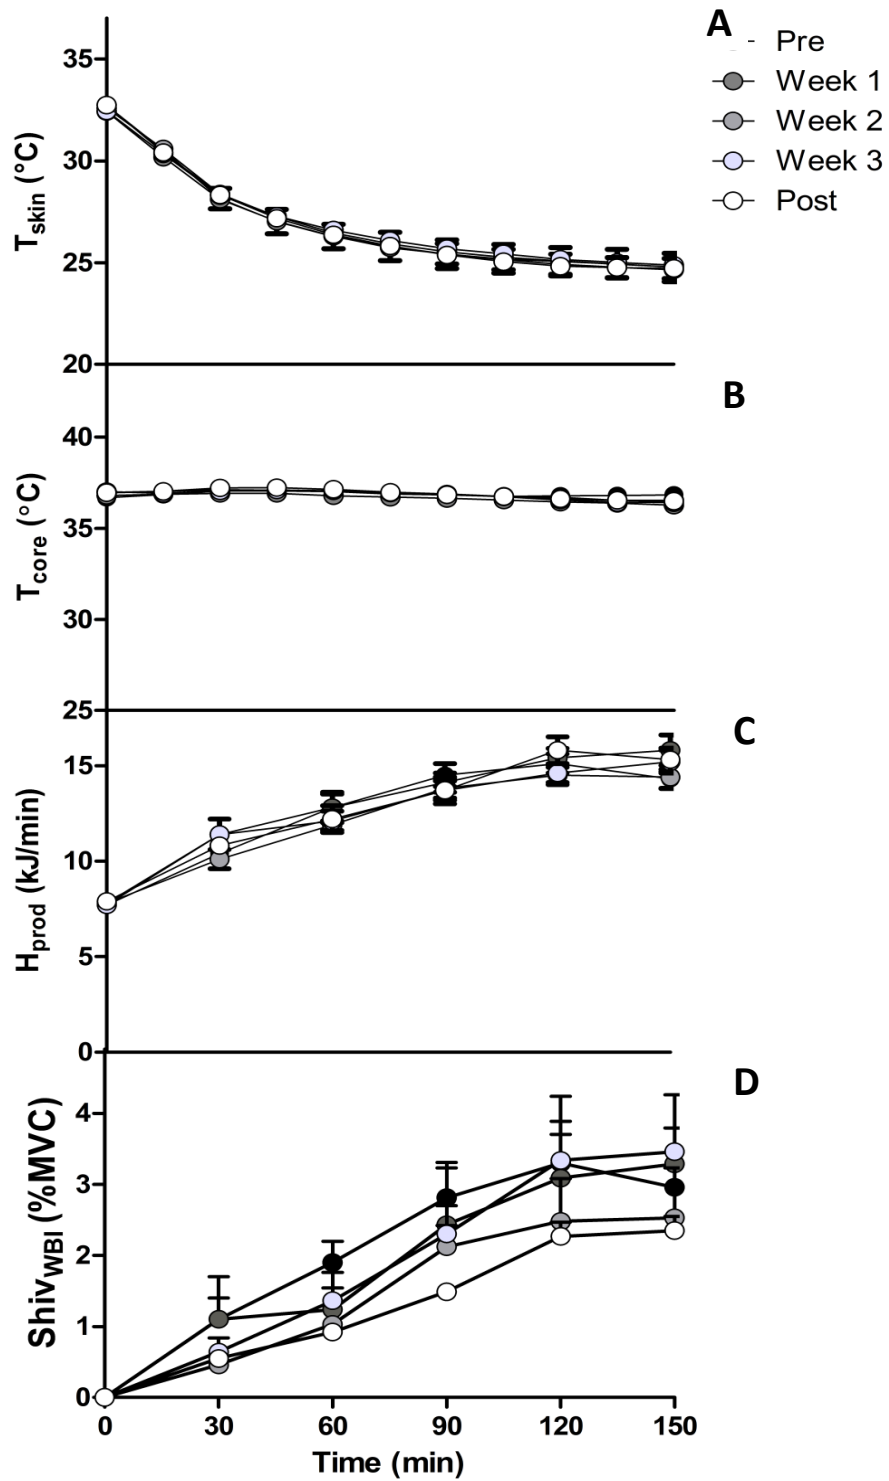 A
Pre
Week 1
Week 2
Week 3
Post
35
30
25
20
Tskin (°C)
B
40
35
30
25
Tcore (°C)
C
15
10
5
0
Hprod (kJ/min)
D
4
3
2
1
0
ShivWBI (%MVC)
0 30 60 90 120 150
Time (min)